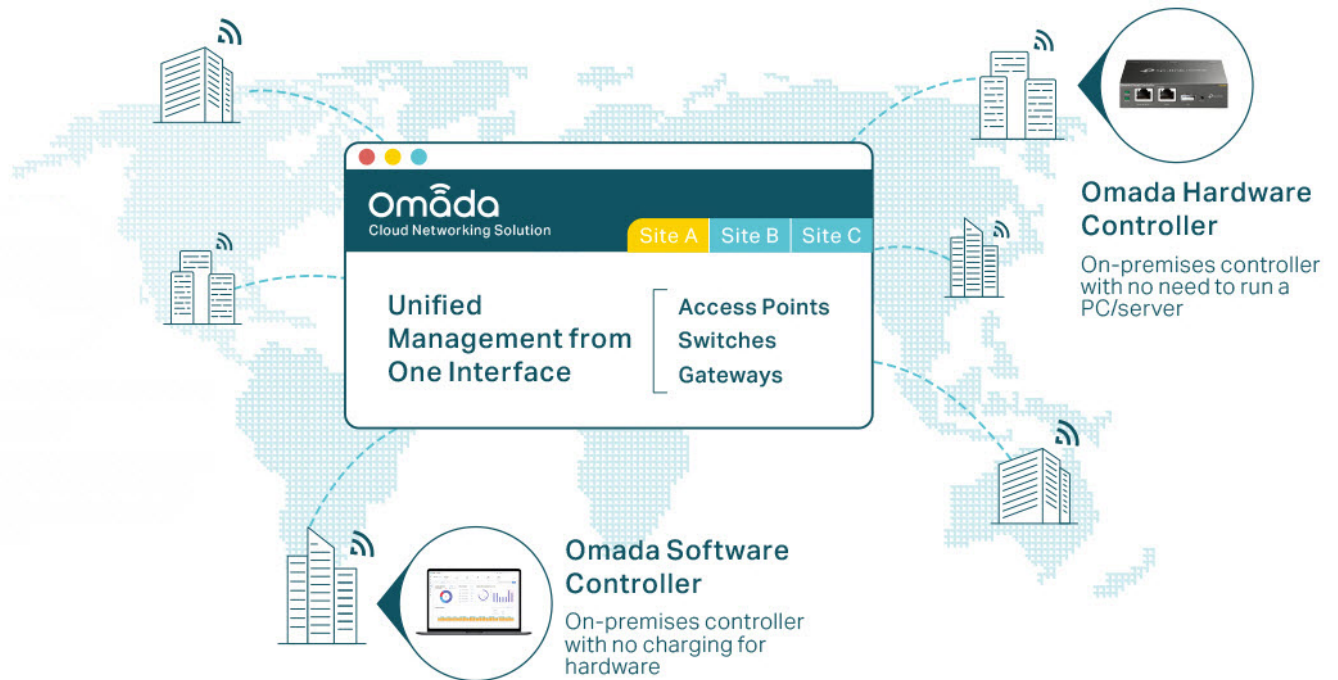 Omada
Cloud Networking Solution
Site A
Site B
Site C
Unified
Management from
One Interface
Access Points
Switches
Gateways
Omada Hardware
Controller
On-premises controller
with no need to run a
PC/server
Omada Software
Controller
On-premises controller
with no charging for
hardware